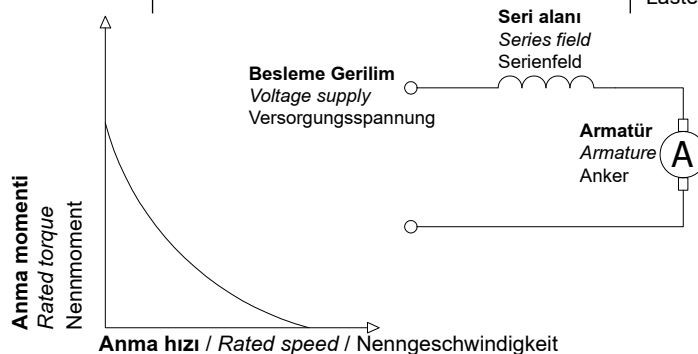 Seri alanı
Series field
Serienfeld
Besleme Gerilim
Voltage supply
Versorgungsspannung
Armatür
Armature
Anker
A
Anma momenti
Rated torque
Nennmoment
Anma hızı / Rated speed / Nenngeschwindigkeit